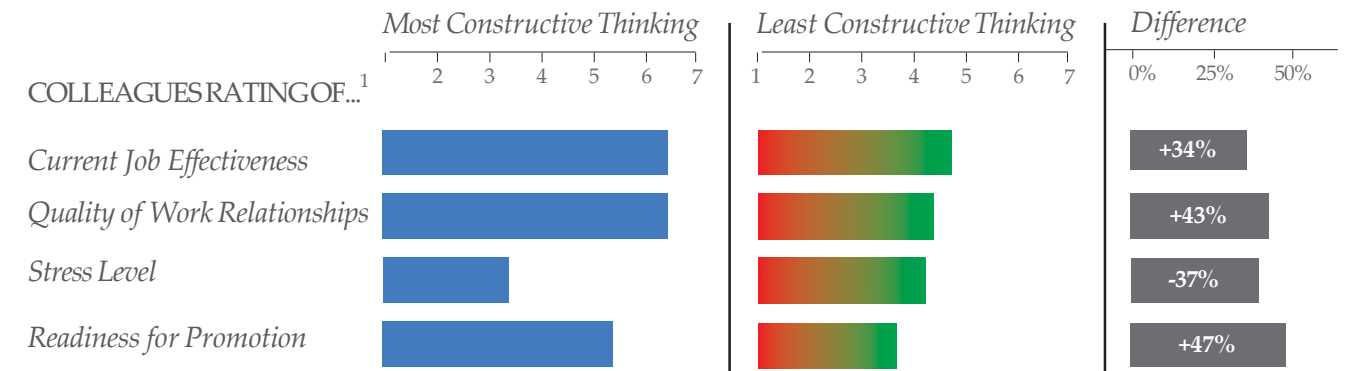 Most Constructive Thinking Least Constructive Thinking Difference
2 3 4 5 6 7 1 2 3 4 5 6 7 0% 25% 50%
COLLEAGUES RATING OF...1
Current Job Effectiveness +34%
Quality of Work Relationships +43%
Stress Level -37%
Readiness for Promotion +47%